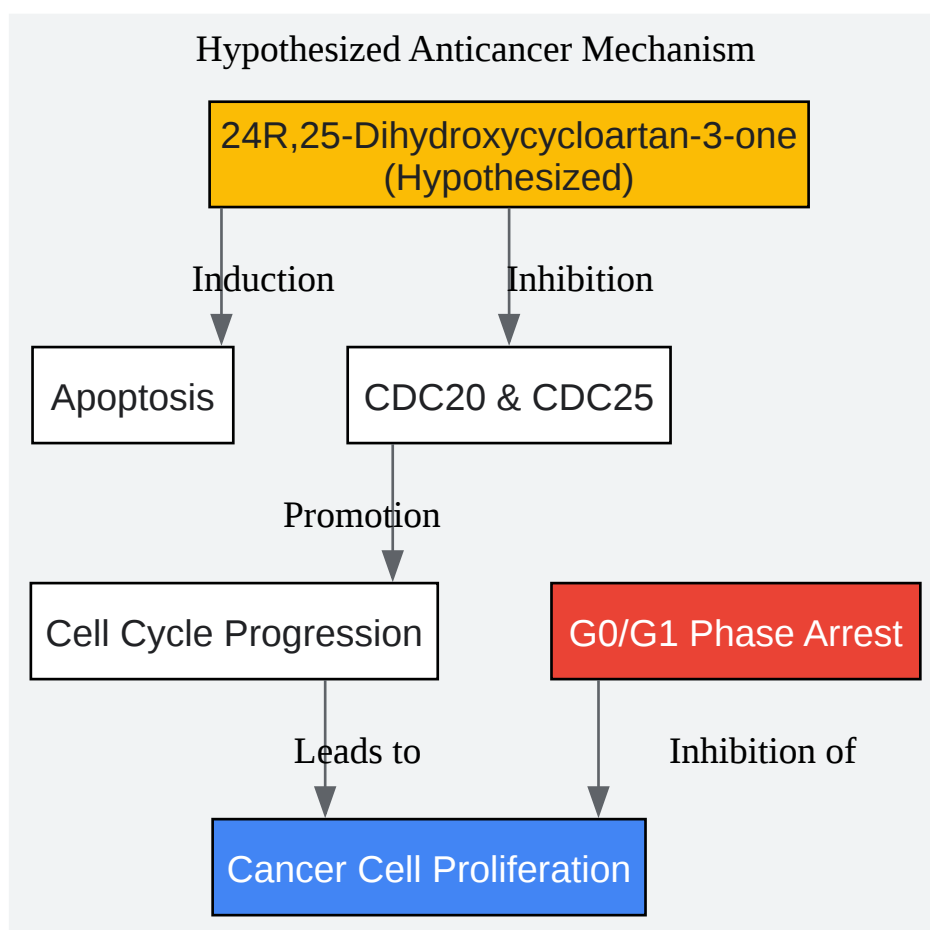 Hypothesized Anticancer Mechanism
24R,25-Dihydroxycycloartan-3-one
(Hypothesized)
Induction
Inhibition
Apoptosis
CDC20 & CDC25
Promotion
Cell Cycle Progression
G0/G1 Phase Arrest
Leads to
Inhibition of
Cancer Cell Proliferation